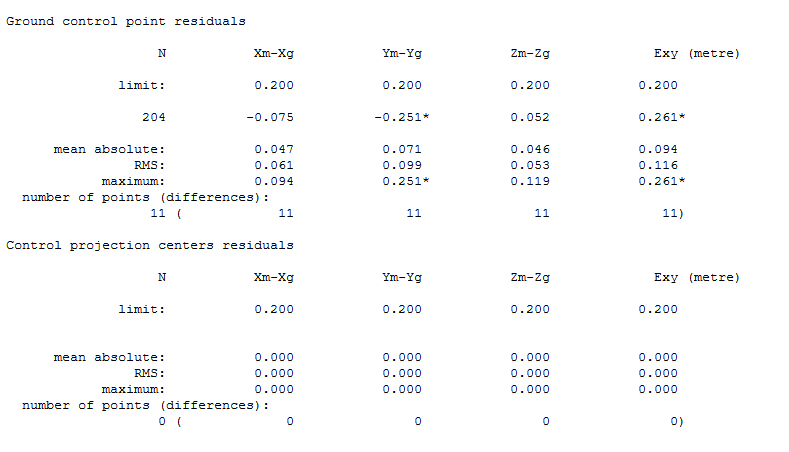 Ground control point residuals
N Xm-Xg Ym-Yg Zm-Zg Exy (metre)
limit: 0.200 0.200 0.200 0.200
204 -0.075 -0.251* 0.052 0.261*
mean absolute: 0.047 0.071 0.046 0.094
RMS: 0.061 0.099 0.053 0.116
maximum: 0.094 0.251* 0.119 0.261*
number of points (differences):
11 ( 11 11 11 11)
Control projection centers residuals
N Xm-Xg Ym-Yg Zm-Zg Exy (metre)
limit: 0.200 0.200 0.200 0.200
mean absolute: 0.000 0.000 0.000 0.000
RMS: 0.000 0.000 0.000 0.000
maximum: 0.000 0.000 0.000 0.000
number of points (differences):
0 ( 0 0 0 0)